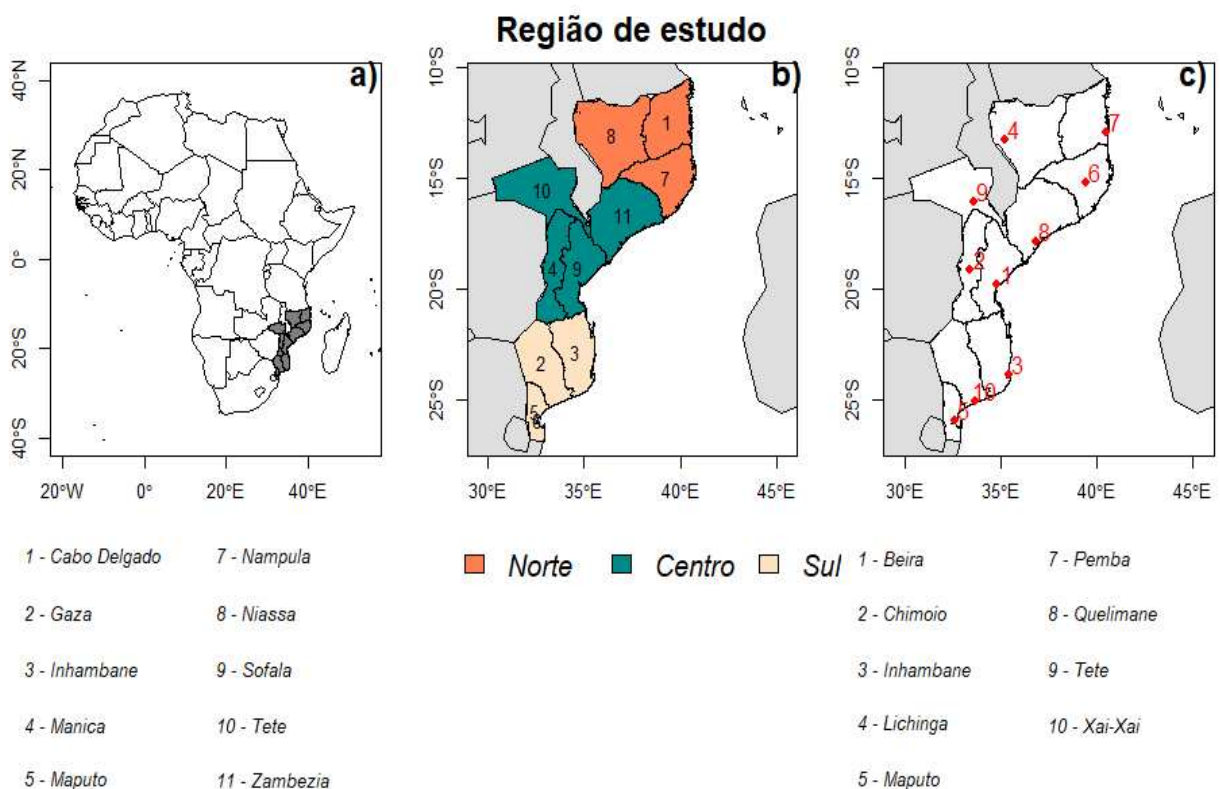 Região de estudo
a)
40°N
20°N
0°
20°S
40°S
20°W 0° 20°E 40°E
b)
10°S
15°S
20°S
25°S
8 1
7
10
11
4 9
2 3
5
30°E 35°E 40°E 45°E
c)
10°S
15°S
20°S
25°S
4 7
6
9
8
2
1
3
10
5
30°E 35°E 40°E 45°E
1 - Cabo Delgado
2 - Gaza
3 - Inhambane
4 - Manica
5 - Maputo
7 - Nampula
8 - Niassa
9 - Sofala
10 - Tete
11 - Zambezia
Norte Centro Sul
1 - Beira
2 - Chimoio
3 - Inhambane
4 - Lichinga
5 - Maputo
7 - Pemba
8 - Quelimane
9 - Tete
10 - Xai-Xai